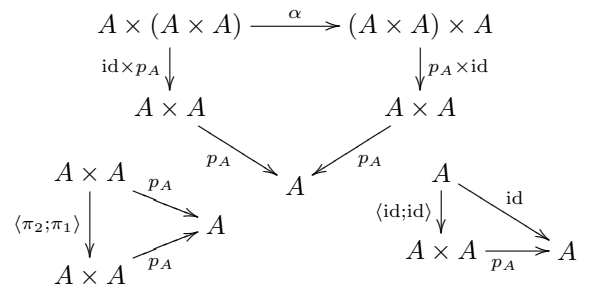 A × (A × A) α (A × A) × A
id×p_A p_A×id
A × A A × A
p_A p_A
A
A × A p_A A
⟨π₂;π₁⟩ A ⟨id;id⟩ id
A × A p_A A × A p_A A